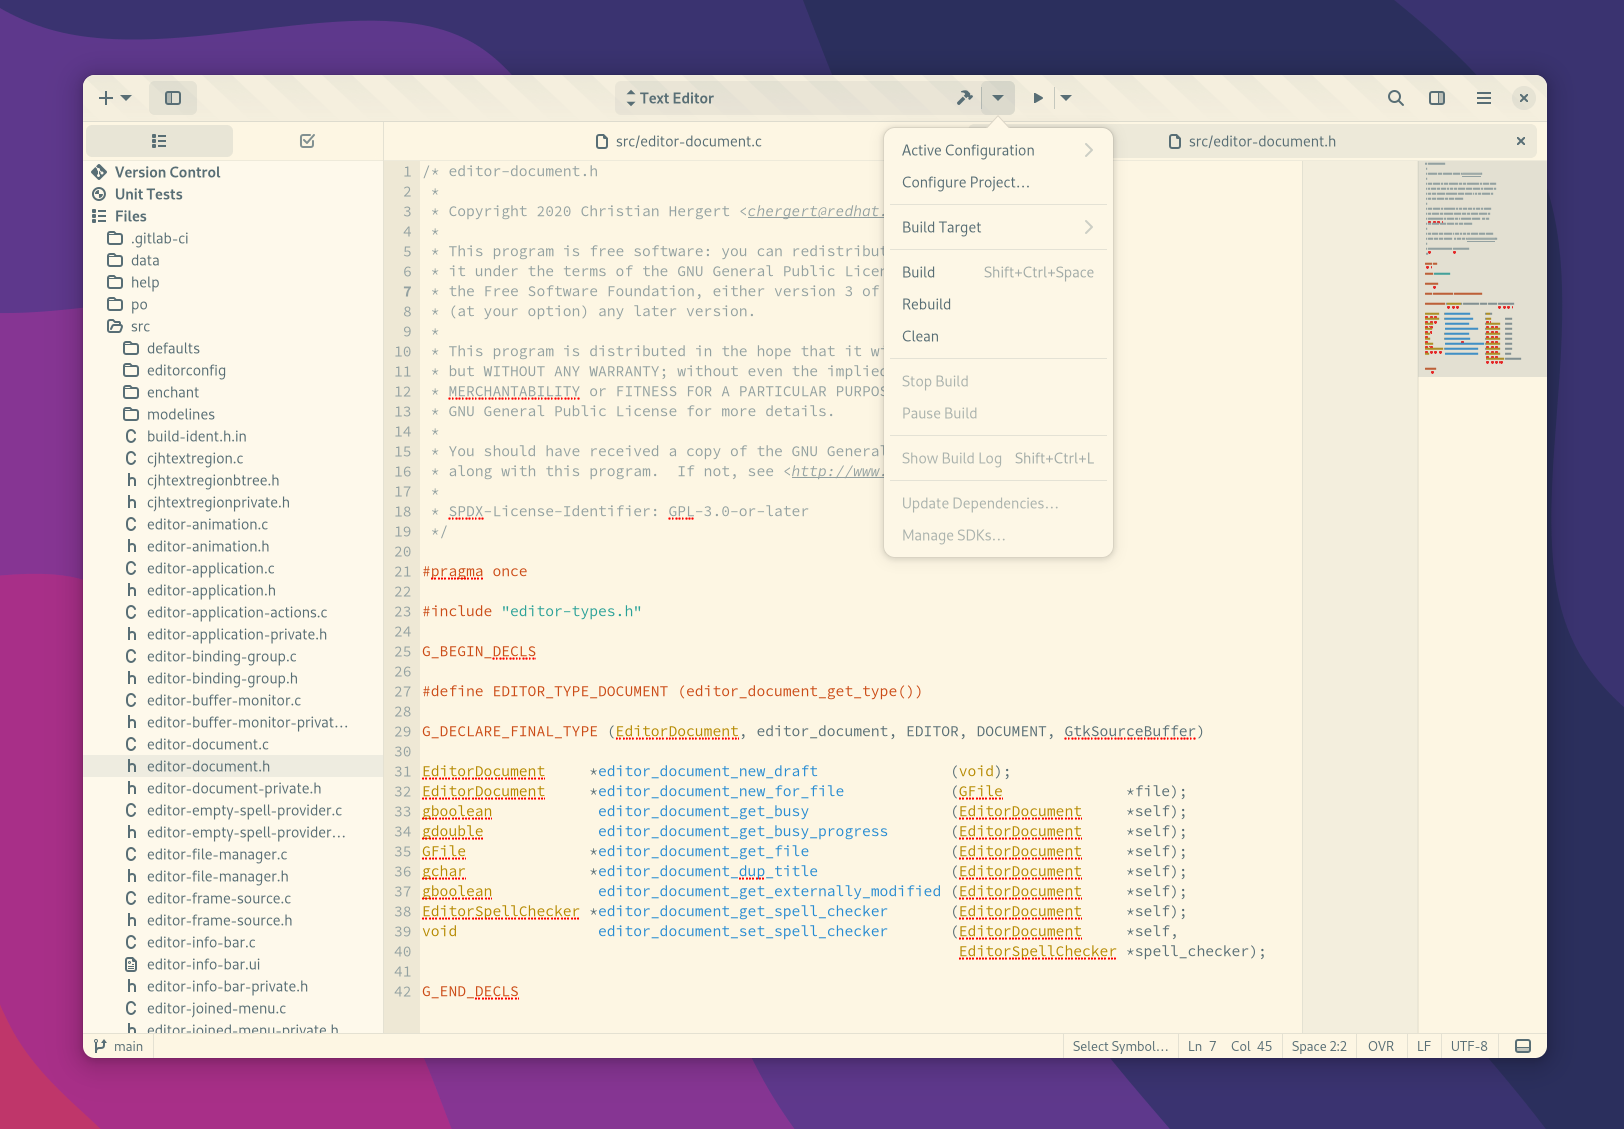 Text Editor
src/editor-document.c
src/editor-document.h
Version Control
Unit Tests
Files
.gitlab-ci
data
help
po
src
defaults
editorconfig
enchant
modelines
build-ident.h.in
cjhtextregion.c
cjhtextregionbtree.h
cjhtextregionprivate.h
editor-animation.c
editor-animation.h
editor-application.c
editor-application.h
editor-application-actions.c
editor-application-private.h
editor-binding-group.c
editor-binding-group.h
editor-buffer-monitor.c
editor-buffer-monitor-privat…
editor-document.c
editor-document.h
editor-document-private.h
editor-empty-spell-provider.c
editor-empty-spell-provider…
editor-file-manager.c
editor-file-manager.h
editor-frame-source.c
editor-frame-source.h
editor-info-bar.c
editor-info-bar.ui
editor-info-bar-private.h
editor-joined-menu.c
editor-joined-menu-private.h
1 /* editor-document.h
2  *
3  * Copyright 2020 Christian Hergert <chergert@redhat.
4  *
5  * This program is free software: you can redistribut
6  * it under the terms of the GNU General Public Licen
7  * the Free Software Foundation, either version 3 of
8  * (at your option) any later version.
9  *
10  * This program is distributed in the hope that it w
11  * but WITHOUT ANY WARRANTY; without even the implied
12  * MERCHANTABILITY or FITNESS FOR A PARTICULAR PURPOS
13  * GNU General Public License for more details.
14  *
15  * You should have received a copy of the GNU General
16  * along with this program.  If not, see <http://www.
17  *
18  * SPDX-License-Identifier: GPL-3.0-or-later
19  */
20
21 #pragma once
22
23 #include "editor-types.h"
24
25 G_BEGIN_DECLS
26
27 #define EDITOR_TYPE_DOCUMENT (editor_document_get_type())
28
29 G_DECLARE_FINAL_TYPE (EditorDocument, editor_document, EDITOR, DOCUMENT, GtkSourceBuffer)
30
31 EditorDocument     *editor_document_new_draft               (void);
32 EditorDocument     *editor_document_new_for_file            (GFile              *file);
33 gboolean            editor_document_get_busy                (EditorDocument     *self);
34 gdouble             editor_document_get_busy_progress       (EditorDocument     *self);
35 GFile              *editor_document_get_file                (EditorDocument     *self);
36 gchar              *editor_document_dup_title               (EditorDocument     *self);
37 gboolean            editor_document_get_externally_modified (EditorDocument     *self);
38 EditorSpellChecker *editor_document_get_spell_checker       (EditorDocument     *self);
39 void                editor_document_set_spell_checker       (EditorDocument     *self,
40                                                              EditorSpellChecker *spell_checker);
41
42 G_END_DECLS
Active Configuration
Configure Project…
Build Target
Build Shift+Ctrl+Space
Rebuild
Clean
Stop Build
Pause Build
Show Build Log Shift+Ctrl+L
Update Dependencies…
Manage SDKs…
main
Select Symbol… Ln 7 Col 45 Space 2:2 OVR LF UTF-8